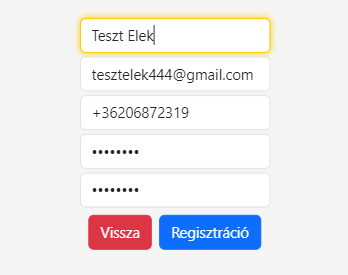 Teszt Elek
tesztelek444@gmail.com
+36206872319
••••••••
••••••••
Vissza Regisztráció